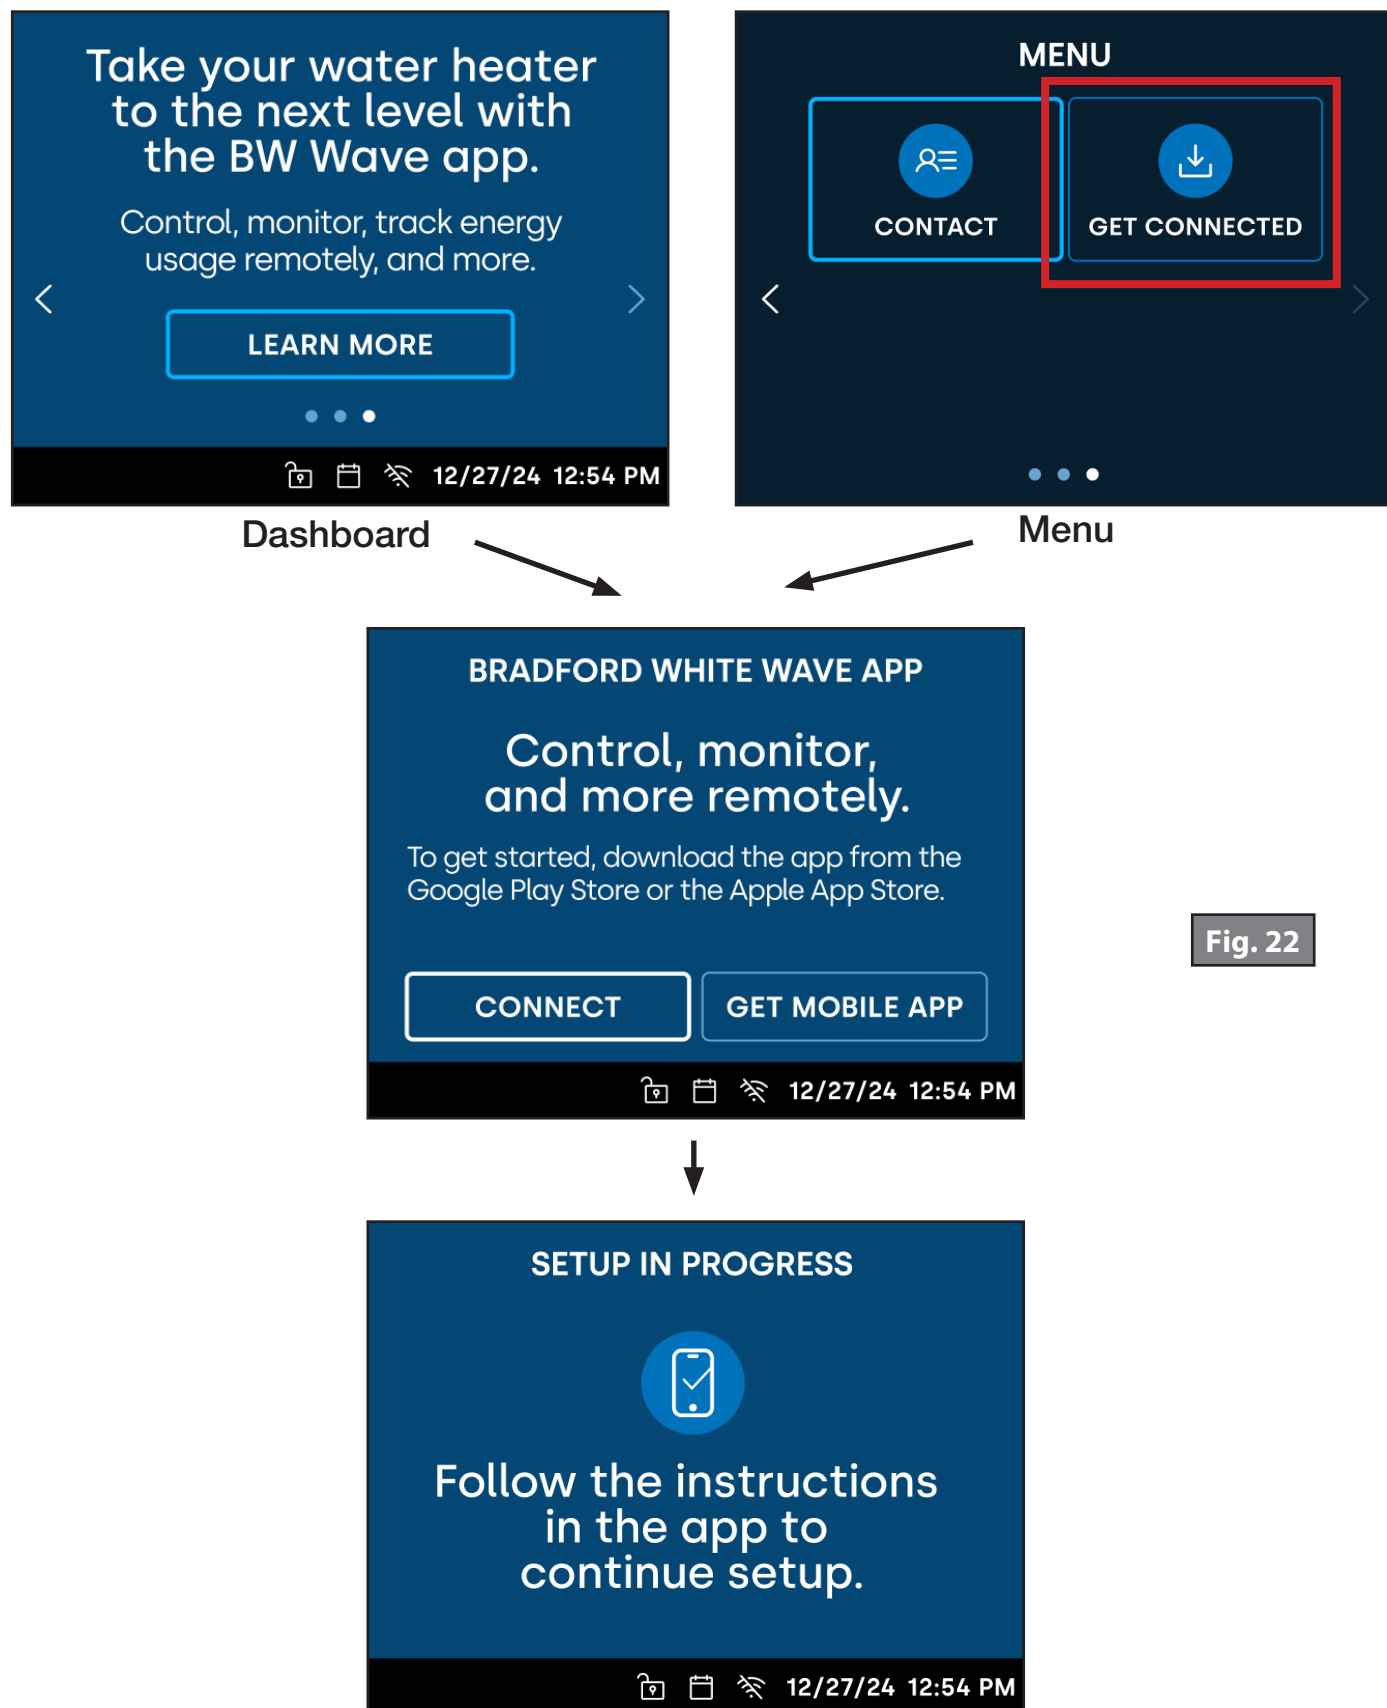 Take your water heater
to the next level with
the BW Wave app.
Control, monitor, track energy
usage remotely, and more.
LEARN MORE
12/27/24 12:54 PM
Dashboard
MENU
CONTACT
GET CONNECTED
Menu
BRADFORD WHITE WAVE APP
Control, monitor,
and more remotely.
To get started, download the app from the
Google Play Store or the Apple App Store.
CONNECT
GET MOBILE APP
12/27/24 12:54 PM
Fig. 22
SETUP IN PROGRESS
Follow the instructions
in the app to
continue setup.
12/27/24 12:54 PM